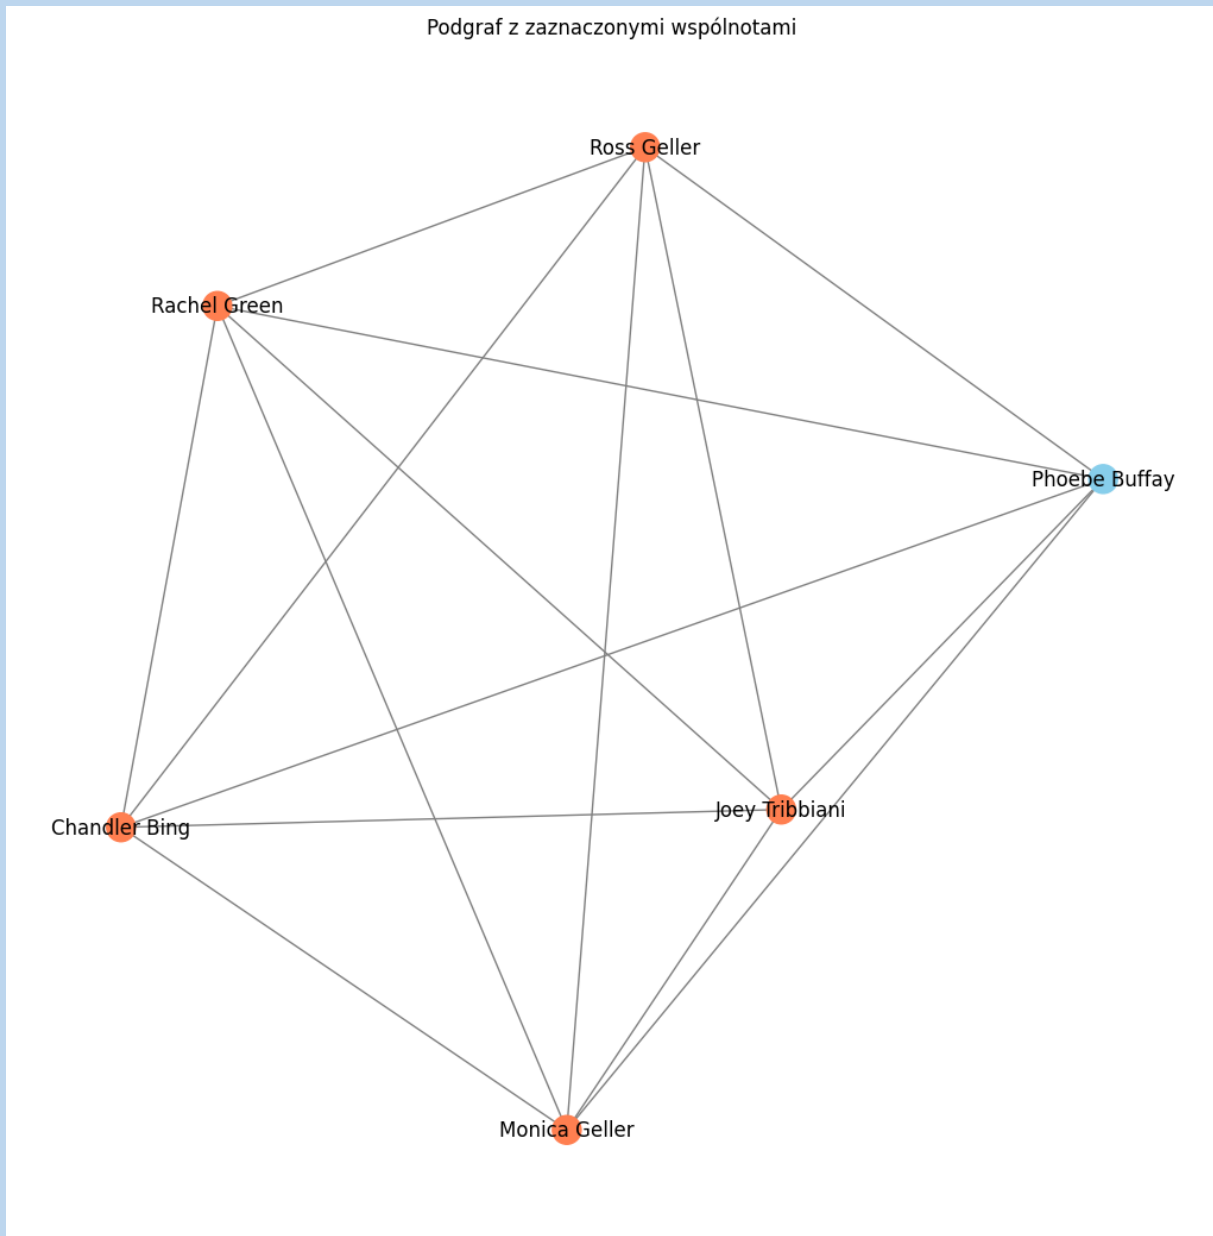 Podgraf z zaznaczonymi wspólnotami
Ross Geller
Rachel Green
Phoebe Buffay
Joey Tribbiani
Chandler Bing
Monica Geller